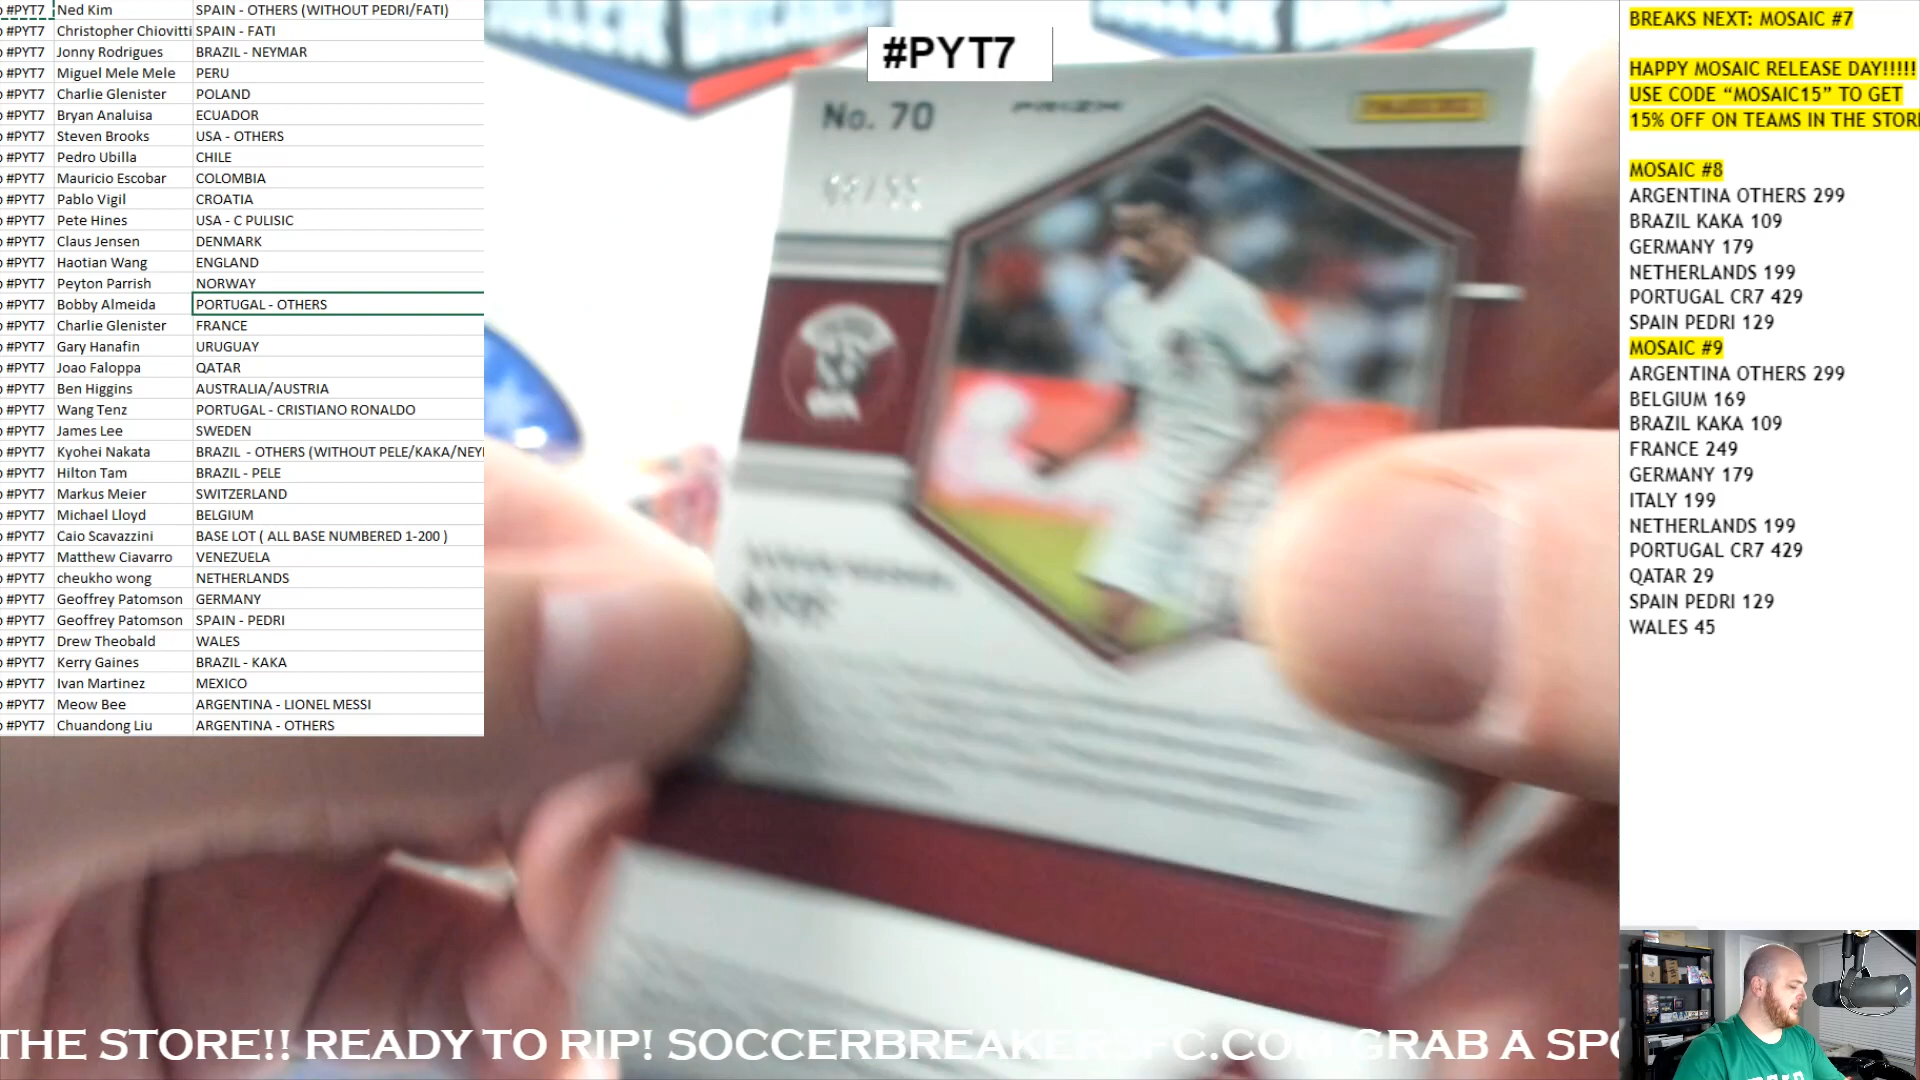 #PYT7 Ned Kim SPAIN - OTHERS (WITHOUT PEDRI/FATI)
#PYT7 Christopher Chiovitti SPAIN - FATI
#PYT7 Jonny Rodrigues BRAZIL - NEYMAR
#PYT7 Miguel Mele Mele PERU
#PYT7 Charlie Glenister POLAND
#PYT7 Bryan Analuisa ECUADOR
#PYT7 Steven Brooks USA - OTHERS
#PYT7 Pedro Ubilla CHILE
#PYT7 Mauricio Escobar COLOMBIA
#PYT7 Pablo Vigil CROATIA
#PYT7 Pete Hines USA - C PULISIC
#PYT7 Claus Jensen DENMARK
#PYT7 Haotian Wang ENGLAND
#PYT7 Peyton Parrish NORWAY
#PYT7 Bobby Almeida PORTUGAL - OTHERS
#PYT7 Charlie Glenister FRANCE
#PYT7 Gary Hanafin URUGUAY
#PYT7 Joao Faloppa QATAR
#PYT7 Ben Higgins AUSTRALIA/AUSTRIA
#PYT7 Wang Tenz PORTUGAL - CRISTIANO RONALDO
#PYT7 James Lee SWEDEN
#PYT7 Kyohei Nakata BRAZIL - OTHERS (WITHOUT PELE/KAKA/NEY
#PYT7 Hilton Tam BRAZIL - PELE
#PYT7 Markus Meier SWITZERLAND
#PYT7 Michael Lloyd BELGIUM
#PYT7 Caio Scavazzini BASE LOT ( ALL BASE NUMBERED 1-200 )
#PYT7 Matthew Ciavarro VENEZUELA
#PYT7 cheukho wong NETHERLANDS
#PYT7 Geoffrey Patomson GERMANY
#PYT7 Geoffrey Patomson SPAIN - PEDRI
#PYT7 Drew Theobald WALES
#PYT7 Kerry Gaines BRAZIL - KAKA
#PYT7 Ivan Martinez MEXICO
#PYT7 Meow Bee ARGENTINA - LIONEL MESSI
#PYT7 Chuandong Liu ARGENTINA - OTHERS
#PYT7
No. 70
PRIZM
BREAKS NEXT: MOSAIC #7
HAPPY MOSAIC RELEASE DAY!!!!!
USE CODE “MOSAIC15” TO GET
15% OFF ON TEAMS IN THE STOR
MOSAIC #8
ARGENTINA OTHERS 299
BRAZIL KAKA 109
GERMANY 179
NETHERLANDS 199
PORTUGAL CR7 429
SPAIN PEDRI 129
MOSAIC #9
ARGENTINA OTHERS 299
BELGIUM 169
BRAZIL KAKA 109
FRANCE 249
GERMANY 179
ITALY 199
NETHERLANDS 199
PORTUGAL CR7 429
QATAR 29
SPAIN PEDRI 129
WALES 45
THE STORE!! READY TO RIP! SOCCERBREAKERSFC.COM GRAB A SPO